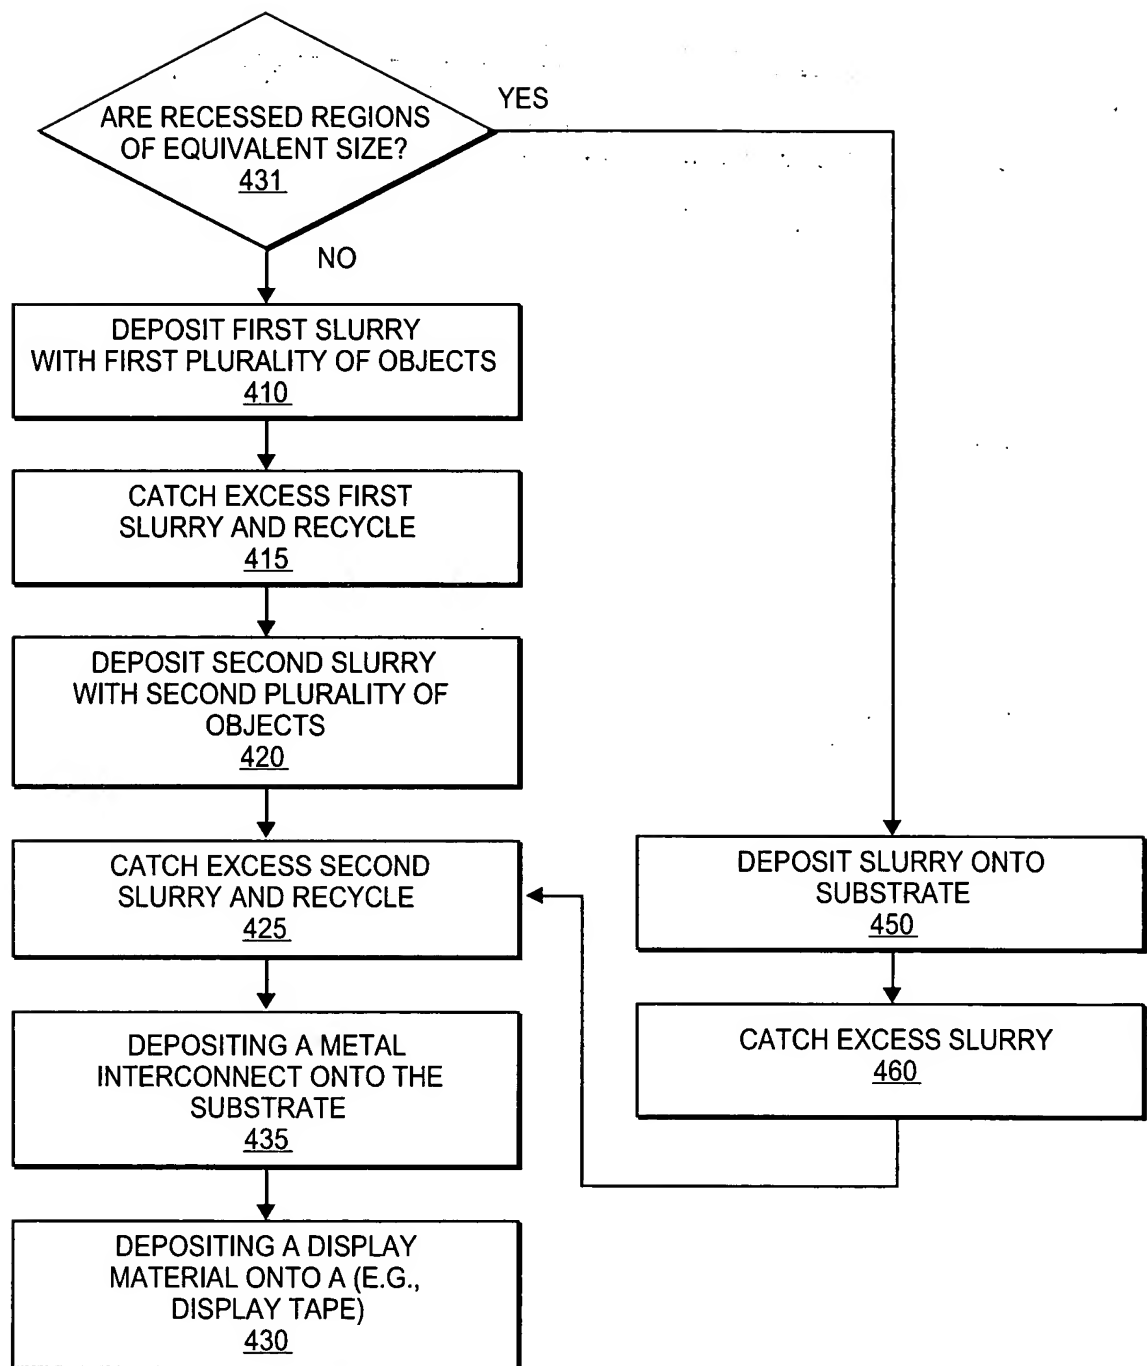 ARE RECESSED REGIONS
OF EQUIVALENT SIZE?
431
YES
NO
DEPOSIT FIRST SLURRY
WITH FIRST PLURALITY OF OBJECTS
410
CATCH EXCESS FIRST
SLURRY AND RECYCLE
415
DEPOSIT SECOND SLURRY
WITH SECOND PLURALITY OF
OBJECTS
420
CATCH EXCESS SECOND
SLURRY AND RECYCLE
425
DEPOSITING A METAL
INTERCONNECT ONTO THE
SUBSTRATE
435
DEPOSITING A DISPLAY
MATERIAL ONTO A (E.G.,
DISPLAY TAPE)
430
DEPOSIT SLURRY ONTO
SUBSTRATE
450
CATCH EXCESS SLURRY
460